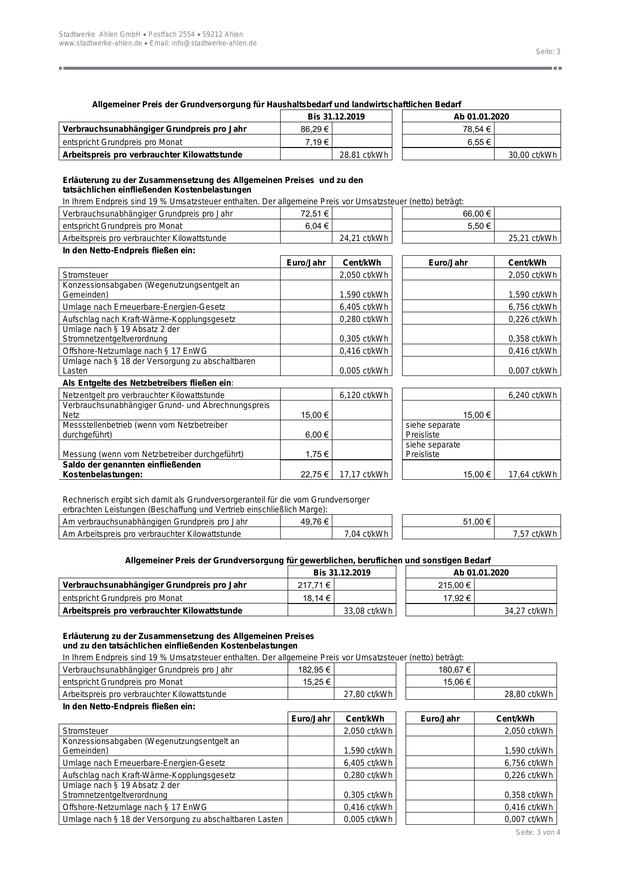 Stadtwerke Ahlen GmbH • Postfach 2554 • 59212 Ahlen
www.stadtwerke-ahlen.de • Email: info@stadtwerke-ahlen.de
Seite: 3
Allgemeiner Preis der Grundversorgung für Haushaltsbedarf und landwirtschaftlichen Bedarf
Bis 31.12.2019 Ab 01.01.2020
Verbrauchsunabhängiger Grundpreis pro Jahr 86,29 € 78,54 €
entspricht Grundpreis pro Monat 7,19 € 6,55 €
Arbeitspreis pro verbrauchter Kilowattstunde 28,81 ct/kWh 30,00 ct/kWh
Erläuterung zu der Zusammensetzung des Allgemeinen Preises und zu den
tatsächlichen einfließenden Kostenbelastungen
In Ihrem Endpreis sind 19 % Umsatzsteuer enthalten. Der allgemeine Preis vor Umsatzsteuer (netto) beträgt:
Verbrauchsunabhängiger Grundpreis pro Jahr 72,51 € 66,00 €
entspricht Grundpreis pro Monat 6,04 € 5,50 €
Arbeitspreis pro verbrauchter Kilowattstunde 24,21 ct/kWh 25,21 ct/kWh
In den Netto-Endpreis fließen ein:
Euro/Jahr Cent/kWh Euro/Jahr Cent/kWh
Stromsteuer 2,050 ct/kWh 2,050 ct/kWh
Konzessionsabgaben (Wegenutzungsentgelt an
Gemeinden) 1,590 ct/kWh 1,590 ct/kWh
Umlage nach Erneuerbare-Energien-Gesetz 6,405 ct/kWh 6,756 ct/kWh
Aufschlag nach Kraft-Wärme-Kopplungsgesetz 0,280 ct/kWh 0,226 ct/kWh
Umlage nach § 19 Absatz 2 der
Stromnetzentgeltverordnung 0,305 ct/kWh 0,358 ct/kWh
Offshore-Netzumlage nach § 17 EnWG 0,416 ct/kWh 0,416 ct/kWh
Umlage nach § 18 der Versorgung zu abschaltbaren
Lasten 0,005 ct/kWh 0,007 ct/kWh
Als Entgelte des Netzbetreibers fließen ein:
Netzentgelt pro verbrauchter Kilowattstunde 6,120 ct/kWh 6,240 ct/kWh
Verbrauchsunabhängiger Grund- und Abrechnungspreis
Netz 15,00 € 15,00 €
Messstellenbetrieb (wenn vom Netzbetreiber siehe separate
durchgeführt) 6,00 € Preisliste
siehe separate
Messung (wenn vom Netzbetreiber durchgeführt) 1,75 € Preisliste
Saldo der genannten einfließenden
Kostenbelastungen: 22,75 € 17,17 ct/kWh 15,00 € 17,64 ct/kWh
Rechnerisch ergibt sich damit als Grundversorgeranteil für die vom Grundversorger
erbrachten Leistungen (Beschaffung und Vertrieb einschließlich Marge):
Am verbrauchsunabhängigen Grundpreis pro Jahr 49,76 € 51,00 €
Am Arbeitspreis pro verbrauchter Kilowattstunde 7,04 ct/kWh 7,57 ct/kWh
Allgemeiner Preis der Grundversorgung für gewerblichen, beruflichen und sonstigen Bedarf
Bis 31.12.2019 Ab 01.01.2020
Verbrauchsunabhängiger Grundpreis pro Jahr 217,71 € 215,00 €
entspricht Grundpreis pro Monat 18,14 € 17,92 €
Arbeitspreis pro verbrauchter Kilowattstunde 33,08 ct/kWh 34,27 ct/kWh
Erläuterung zu der Zusammensetzung des Allgemeinen Preises
und zu den tatsächlichen einfließenden Kostenbelastungen
In Ihrem Endpreis sind 19 % Umsatzsteuer enthalten. Der allgemeine Preis vor Umsatzsteuer (netto) beträgt:
Verbrauchsunabhängiger Grundpreis pro Jahr 182,95 € 180,67 €
entspricht Grundpreis pro Monat 15,25 € 15,06 €
Arbeitspreis pro verbrauchter Kilowattstunde 27,80 ct/kWh 28,80 ct/kWh
In den Netto-Endpreis fließen ein:
Euro/Jahr Cent/kWh Euro/Jahr Cent/kWh
Stromsteuer 2,050 ct/kWh 2,050 ct/kWh
Konzessionsabgaben (Wegenutzungsentgelt an
Gemeinden) 1,590 ct/kWh 1,590 ct/kWh
Umlage nach Erneuerbare-Energien-Gesetz 6,405 ct/kWh 6,756 ct/kWh
Aufschlag nach Kraft-Wärme-Kopplungsgesetz 0,280 ct/kWh 0,226 ct/kWh
Umlage nach § 19 Absatz 2 der
Stromnetzentgeltverordnung 0,305 ct/kWh 0,358 ct/kWh
Offshore-Netzumlage nach § 17 EnWG 0,416 ct/kWh 0,416 ct/kWh
Umlage nach § 18 der Versorgung zu abschaltbaren Lasten 0,005 ct/kWh 0,007 ct/kWh
Seite: 3 von 4